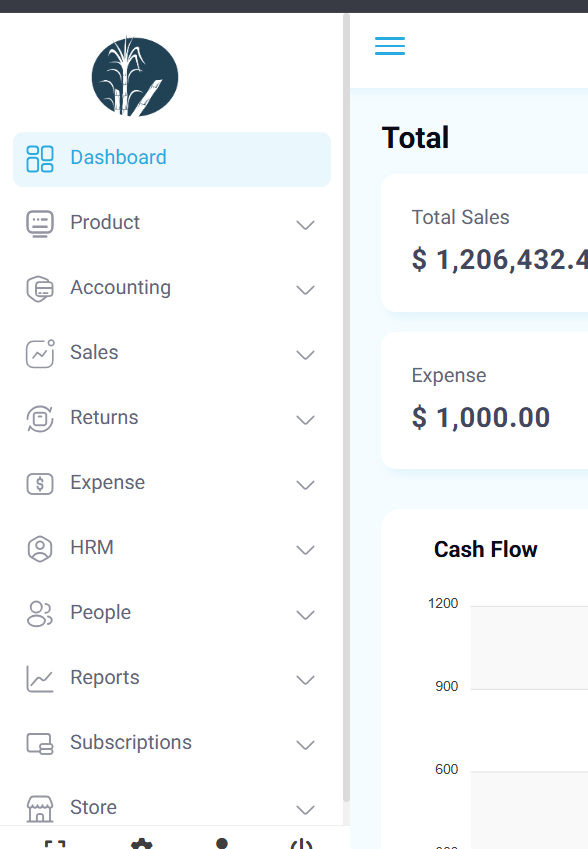 Dashboard
Product
Accounting
Sales
Returns
Expense
HRM
People
Reports
Subscriptions
Store
Total
Total Sales
$ 1,206,432.4
Expense
$ 1,000.00
Cash Flow
1200
900
600